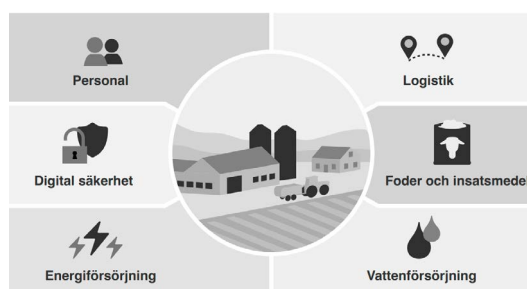 Personal
Logistik
Digital säkerhet
Foder och insatsmedel
Energiförsörjning
Vattenförsörjning